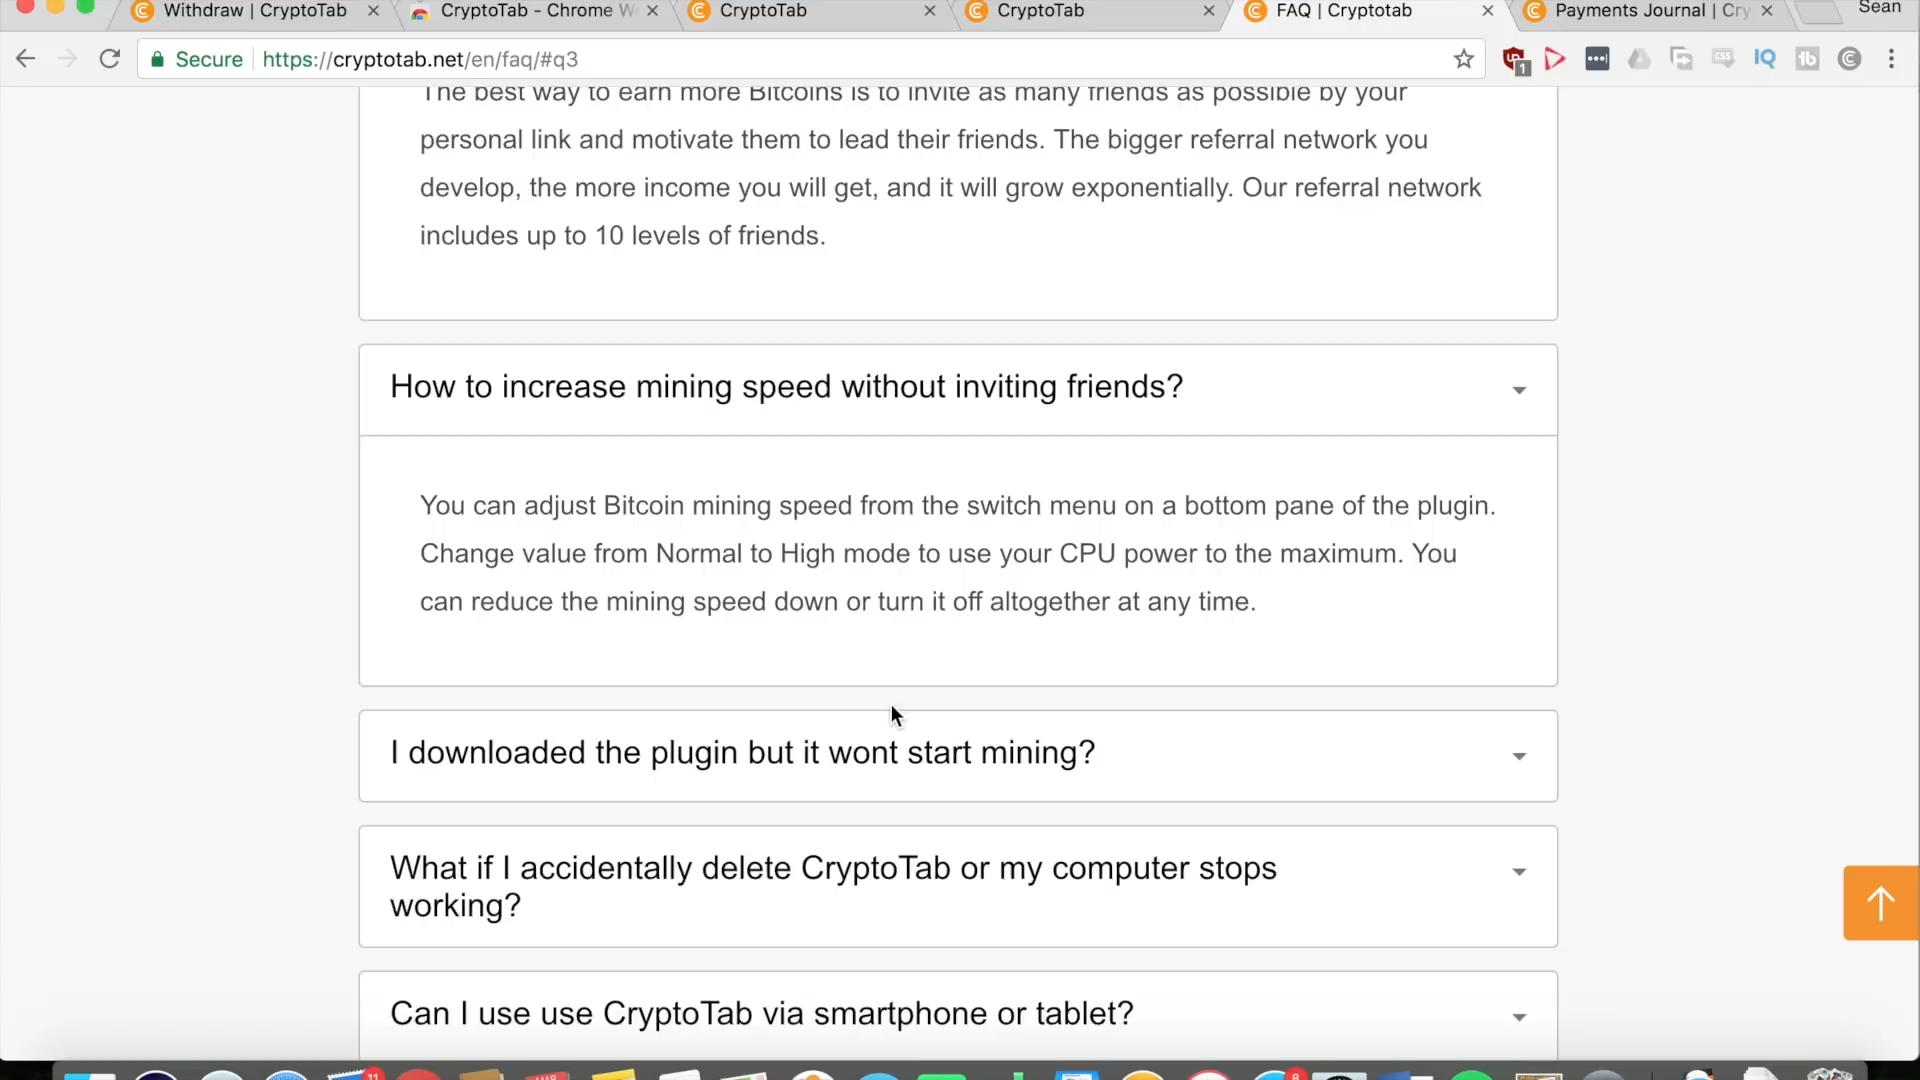 Withdraw | CryptoTab
CryptoTab - Chrome W
CryptoTab
CryptoTab
FAQ | Cryptotab
Payments Journal | Cry
Sean
Secure
https://cryptotab.net/en/faq/#q3
1
IQ
The best way to earn more Bitcoins is to invite as many friends as possible by your
personal link and motivate them to lead their friends. The bigger referral network you
develop, the more income you will get, and it will grow exponentially. Our referral network
includes up to 10 levels of friends.
How to increase mining speed without inviting friends?
You can adjust Bitcoin mining speed from the switch menu on a bottom pane of the plugin.
Change value from Normal to High mode to use your CPU power to the maximum. You
can reduce the mining speed down or turn it off altogether at any time.
I downloaded the plugin but it wont start mining?
What if I accidentally delete CryptoTab or my computer stops
working?
Can I use use CryptoTab via smartphone or tablet?
11
MAR
8